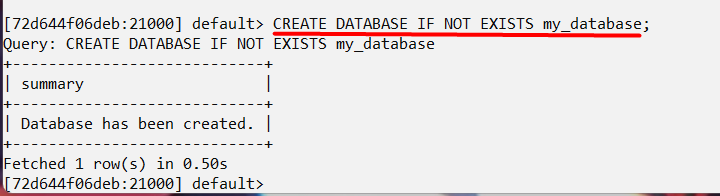 [72d644f06deb:21000] default> CREATE DATABASE IF NOT EXISTS my_database;
Query: CREATE DATABASE IF NOT EXISTS my_database
+----------------------------+
| summary                    |
+----------------------------+
| Database has been created. |
+----------------------------+
Fetched 1 row(s) in 0.50s
[72d644f06deb:21000] default>